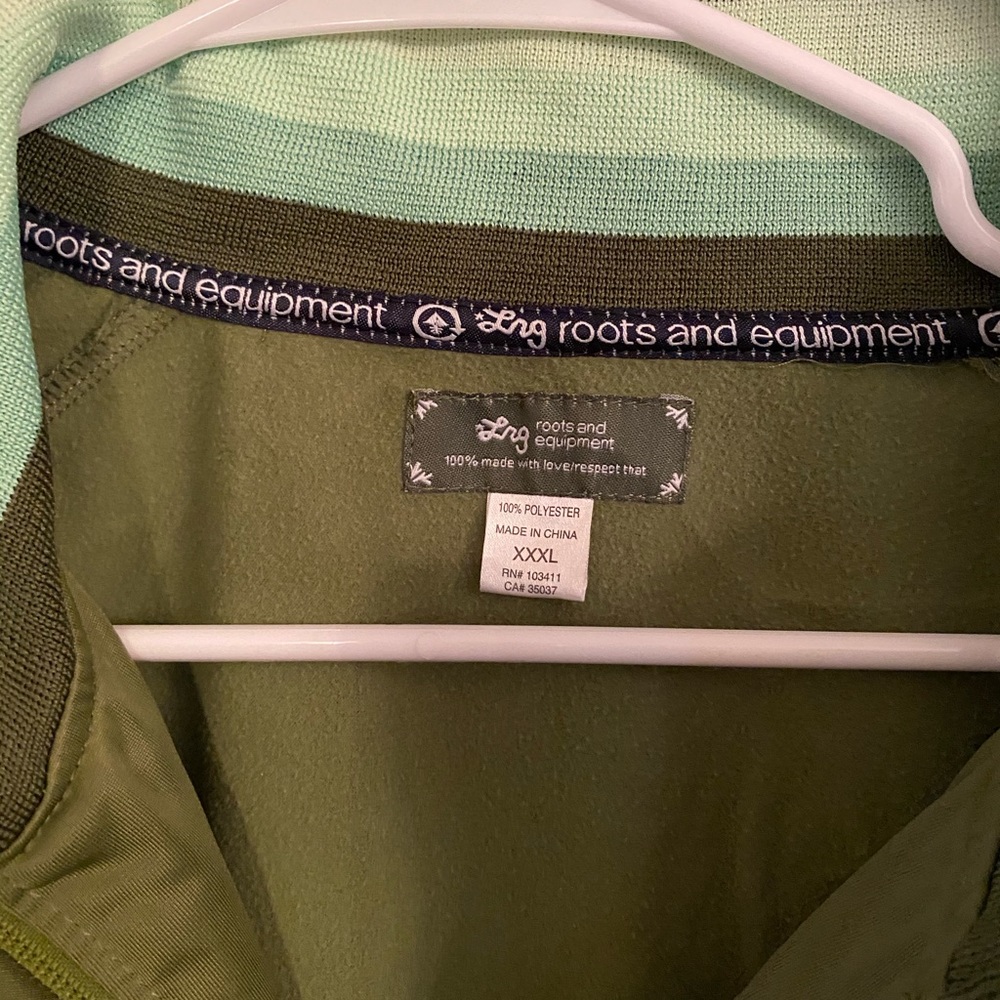 roots and equipment Lrg roots and equipment
Lrg roots and
equipment
100% made with love/respect that
100% POLYESTER
MADE IN CHINA
XXXL
RN# 103411
CA# 35037